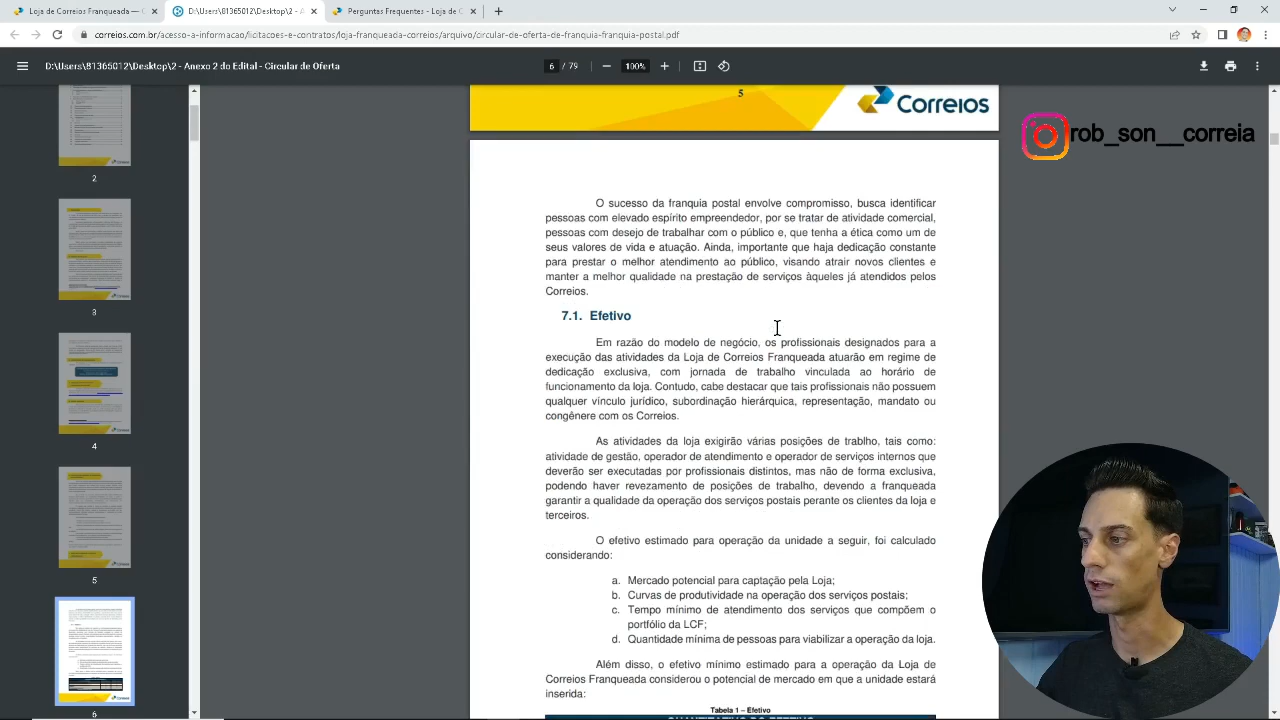 Loja de Correios Franqueada — C
D:\Users\81365012\Desktop\2 - A
Perguntas Frequentes - Loja de C
correios.com.br/acesso-a-informacao/licitacoes-e-contratos/loja-franqueada-correios/arquivo/circular-de-oferta-de-franquia-franquia-postal.pdf
D:\Users\81365012\Desktop\2 - Anexo 2 do Edital - Circular de Oferta
6 / 79
100%
2
3
4
5
6
5
Correios
rob_son__correia
O sucesso da franquia postal envolve compromisso, busca identificar
pessoas com elevado espírito empreendedor, por se tratar de atividade comercial,
pessoas com desejo de trabalhar com o público e, que tenha a ética como um de
seus valores de vida e atuação. Ainda, importante que haja dedicação constante
para prestar o melhor atendimento ao público, visando atrair novos clientes e
manter a melhor qualidade na prestação de serviços àqueles já atendidos pelos
Correios.
7.1. Efetivo
Em razão do modelo de negócio, os profissionais designados para a
execução das atividades da Loja de Correios Franqueada atuarão em regime de
dedicação exclusiva, com jornada de trabalho vinculada ao horário de
funcionamento da loja. Contudo, cabe destacar que tais profissionais não possuem
qualquer vínculo jurídico, subordinação hierárquica, representação, mandato ou
congênere com os Correios.
As atividades da loja exigirão várias posições de trablho, tais como:
atividade de gestão, operador de atendimento e operador de serviços internos que
deverão ser executadas por profissionais distintos, mas não de forma exclusiva,
podendo haver revezamento de posições de trabalho, devendo a franqueada
garantir a qualidade da operação dos serviços postais perante os clientes da loja e
terceiros.
O efetivo estimado para operação da unidade a seguir, foi calculado
considerando:
a. Mercado potencial para captação pela Loja;
b. Curvas de produtividade na operação dos serviços postais;
c. Tempo mínimo de atendimento dos serviços que compõem o
portfólio da LCF;
d. Quantidade mínima de pessoas para viabilizar a operação da loja.
Além disso, o efetivo mínimo estimado para operação da Loja de
Correios Franqueada considerou o potencial de mercado em que a unidade estará
inserida:
Tabela 1 – Efetivo
QUANTITATIVO DO EFETIVO